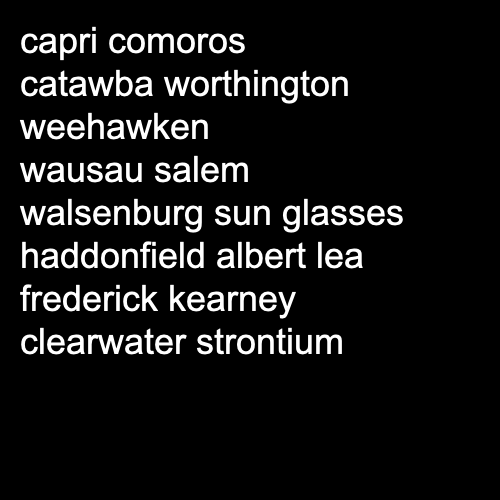 capri comoros
catawba worthington
weehawken
wausau salem
walsenburg sun glasses
haddonfield albert lea
frederick kearney
clearwater strontium